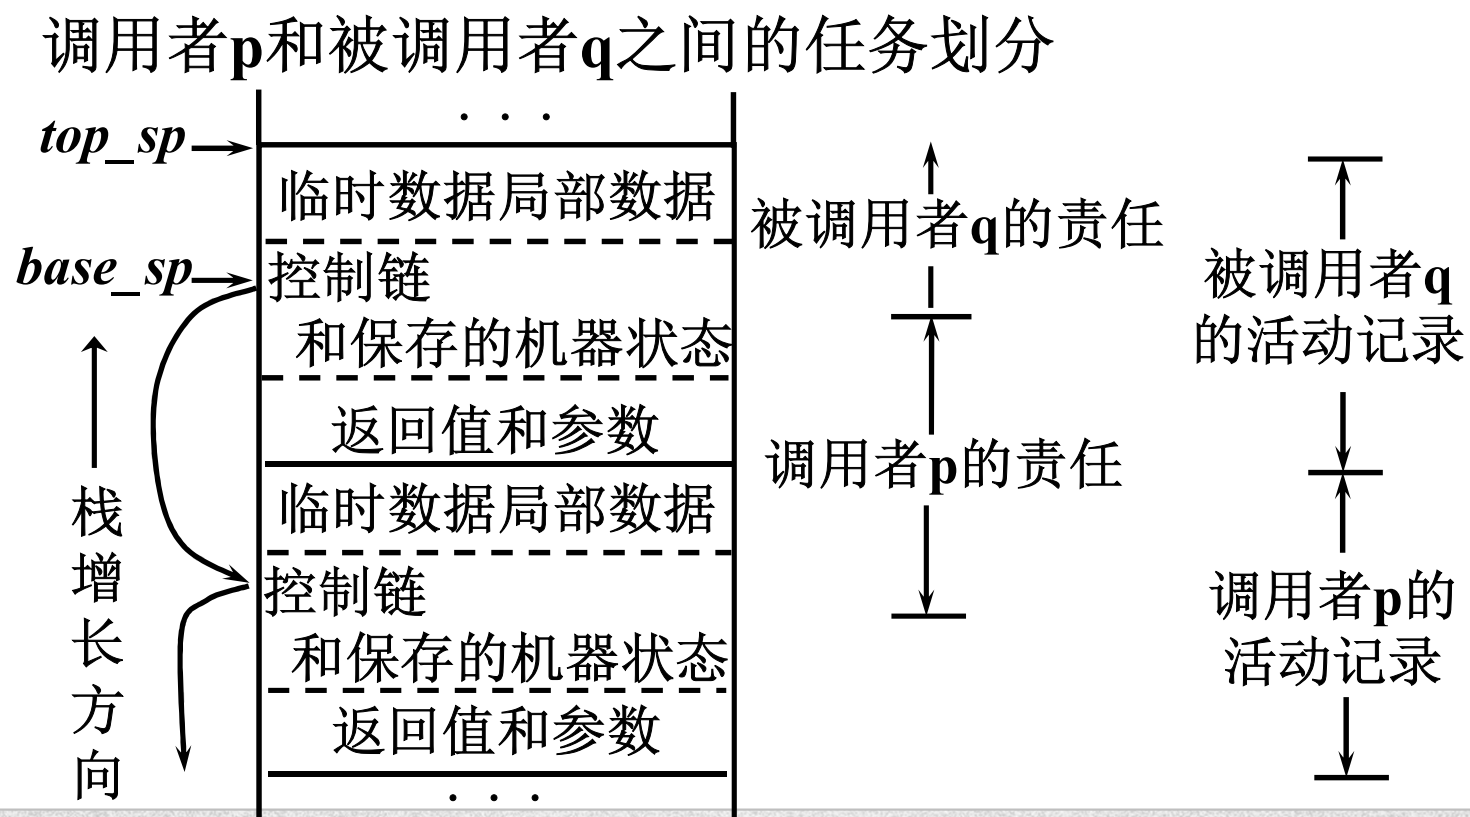 调用者p和被调用者q之间的任务划分
. . .
top_sp
临时数据局部数据
base_sp
控制链
和保存的机器状态
返回值和参数
临时数据局部数据
控制链
和保存的机器状态
返回值和参数
. . .
栈增长方向
被调用者q的责任
调用者p的责任
被调用者q
的活动记录
调用者p的
活动记录